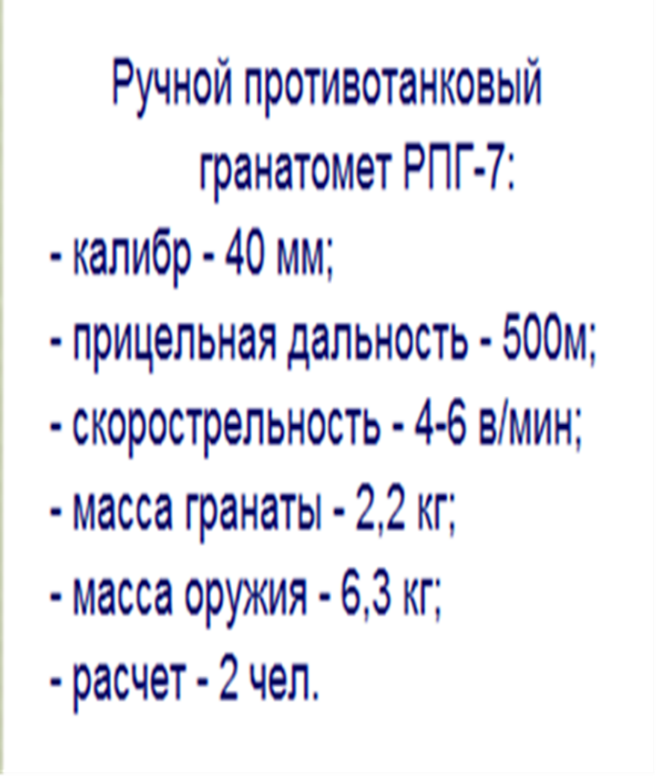 Ручной противотанковый
гранатомет РПГ-7:
- калибр - 40 мм;
- прицельная дальность - 500м;
- скорострельность - 4-6 в/мин;
- масса гранаты - 2,2 кг;
- масса оружия - 6,3 кг;
- расчет - 2 чел.